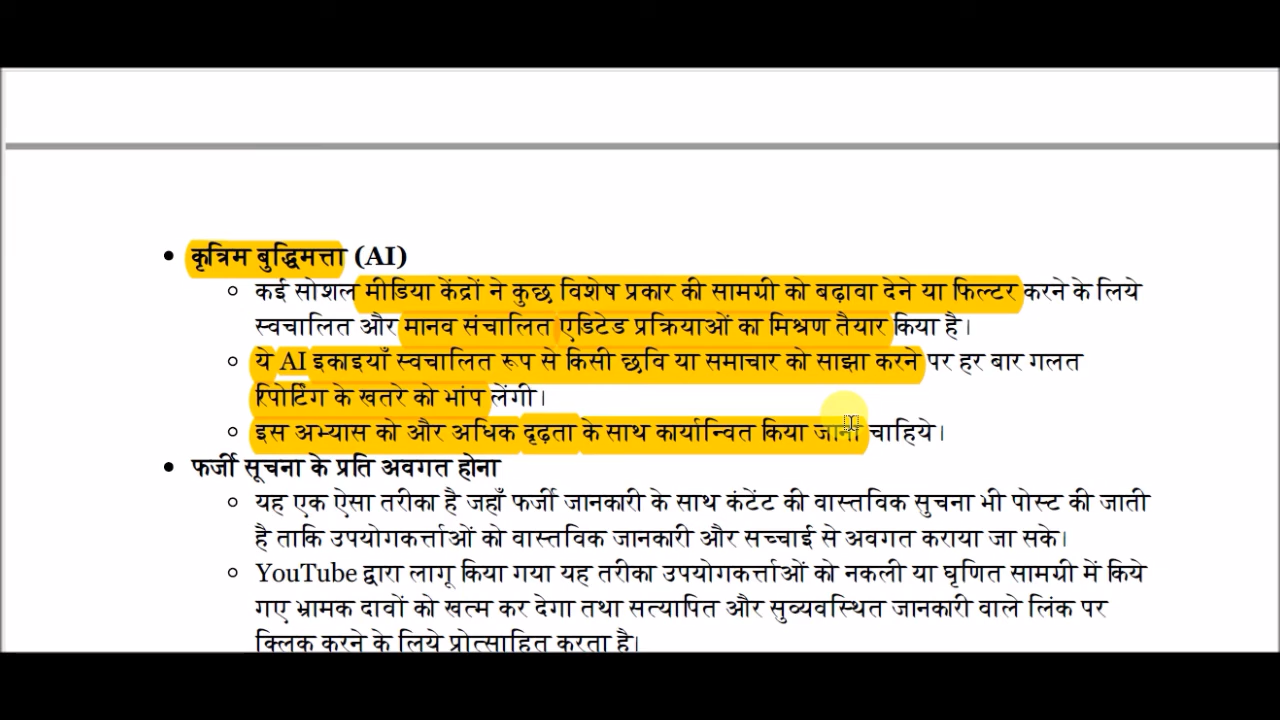 • कृत्रिम बुद्धिमत्ता (AI)
○ कई सोशल मीडिया केंद्रों ने कुछ विशेष प्रकार की सामग्री को बढ़ावा देने या फ़िल्टर करने के लिये
स्वचालित और मानव संचालित एडिटेड प्रक्रियाओं का मिश्रण तैयार किया है।
○ ये AI इकाइयाँ स्वचालित रूप से किसी छवि या समाचार को साझा करने पर हर बार गलत
रिपोर्टिंग के खतरे को भांप लेंगी।
○ इस अभ्यास को और अधिक दृढ़ता के साथ कार्यान्वित किया जाना चाहिये।
• फर्जी सूचना के प्रति अवगत होना
○ यह एक ऐसा तरीका है जहाँ फर्जी जानकारी के साथ कंटेंट की वास्तविक सुचना भी पोस्ट की जाती
है ताकि उपयोगकर्त्ताओं को वास्तविक जानकारी और सच्चाई से अवगत कराया जा सके।
○ YouTube द्वारा लागू किया गया यह तरीका उपयोगकर्त्ताओं को नकली या घृणित सामग्री में किये
गए भ्रामक दावों को खत्म कर देगा तथा सत्यापित और सुव्यवस्थित जानकारी वाले लिंक पर
क्लिक करने के लिये प्रोत्साहित करता है।